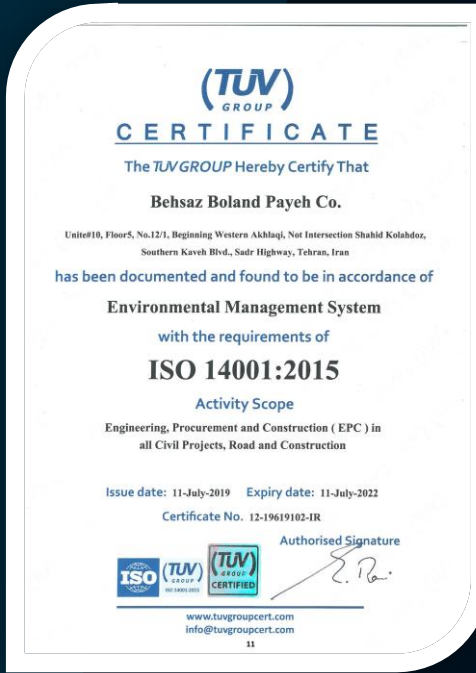 (TUV)
GROUP
CERTIFICATE
The TUV GROUP Hereby Certify That
Behsaz Boland Payeh Co.
Unite#10, Floor5, No.12/1, Beginning Western Akhlaqi, Not Intersection Shahid Kolahdoz,
Southern Kaveh Blvd., Sadr Highway, Tehran, Iran
has been documented and found to be in accordance of
Environmental Management System
with the requirements of
ISO 14001:2015
Activity Scope
Engineering, Procurement and Construction ( EPC ) in
all Civil Projects, Road and Construction
Issue date: 11-July-2019 Expiry date: 11-July-2022
Certificate No. 12-19619102-IR
Authorised Signature
ISO
(TUV)
GROUP
ISO 14001:2015
(TUV)
GROUP
CERTIFIED
www.tuvgroupcert.com
info@tuvgroupcert.com
11